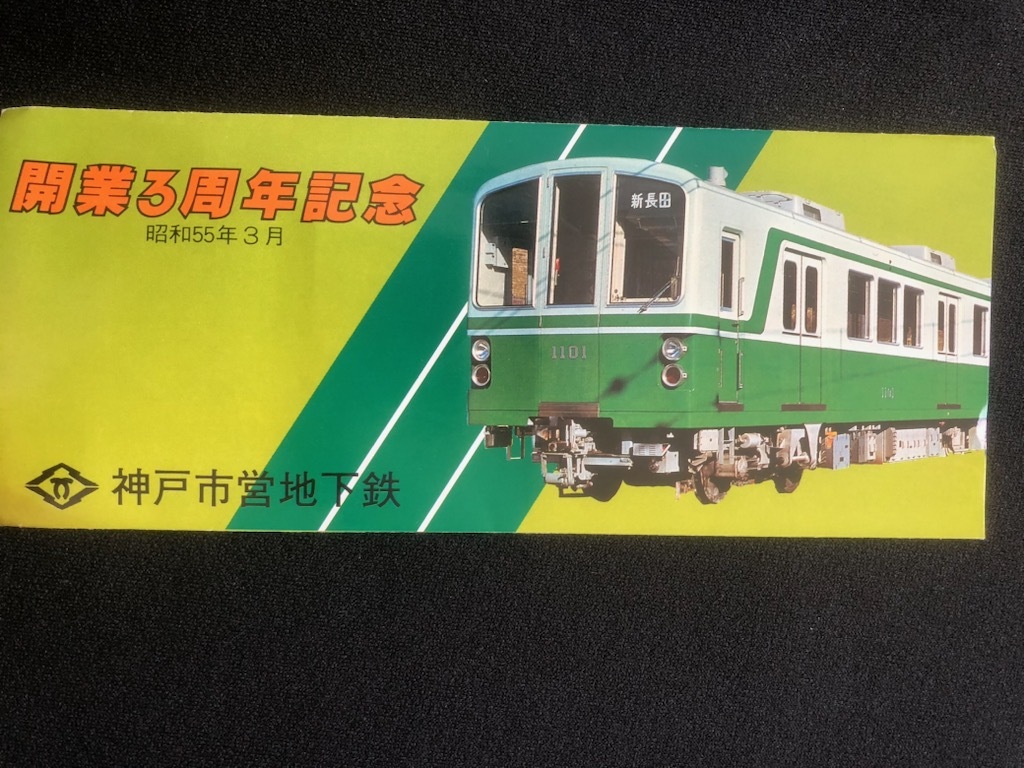 開業3周年記念
昭和55年3月
新長田
1101
1101
神戸市営地下鉄